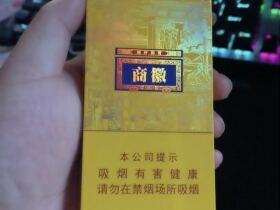 商徽
本公司提示
吸烟有害健康
请勿在禁烟场所吸烟